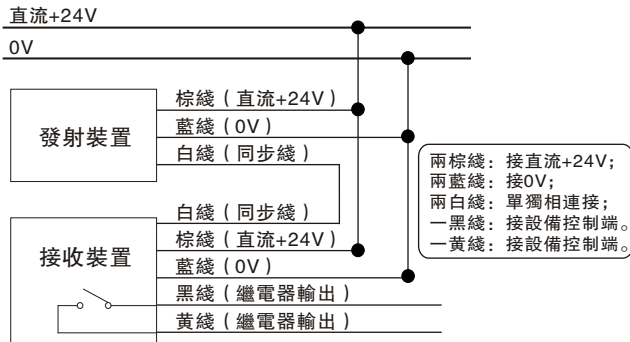 直流+24V
0V
發射裝置
棕綫（直流+24V）
藍綫（0V）
白綫（同步綫）
接收裝置
白綫（同步綫）
棕綫（直流+24V）
藍綫（0V）
黑綫（繼電器輸出）
黄綫（繼電器輸出）
兩棕綫：接直流+24V；
兩藍綫：接0V；
兩白綫：單獨相連接；
一黑綫：接設備控制端。
一黄綫：接設備控制端。